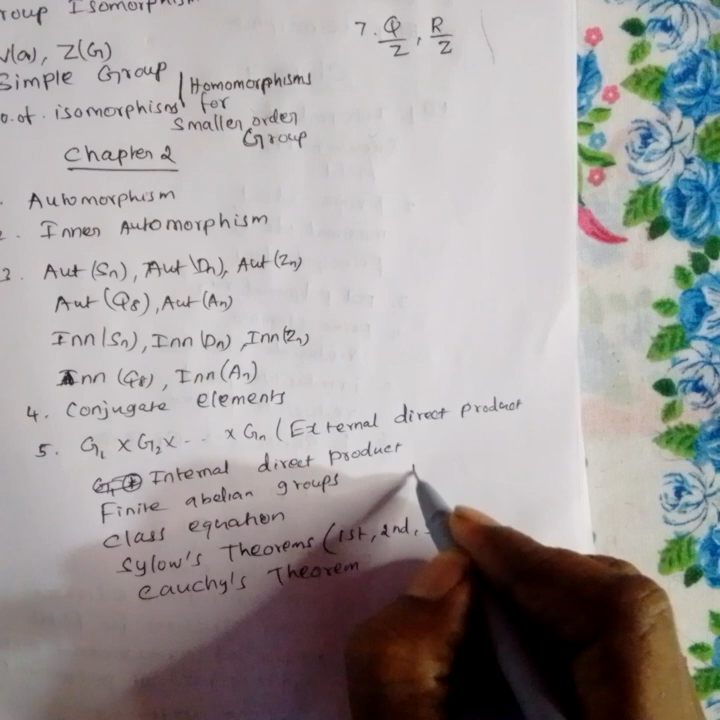 roup Isomorphism
N(a), Z(G)
Simple Group
o. of. isomorphisms
Homomorphisms
for
Smaller order
Group
7. Q/Z, R/Z
Chapter 2
Automorphism
2. Inner Automorphism
3. Aut(Sn), Aut(Dn), Aut(Zn)
Aut(Q8), Aut(An)
Inn(Sn), Inn(Dn), Inn(Zn)
Inn(Q8), Inn(An)
4. Conjugate elements
5. G1 x G2 x ... x Gn (External direct product
Internal direct product
Finite abelian groups
Class equation
Sylow's Theorems (1st, 2nd,
Cauchy's Theorem